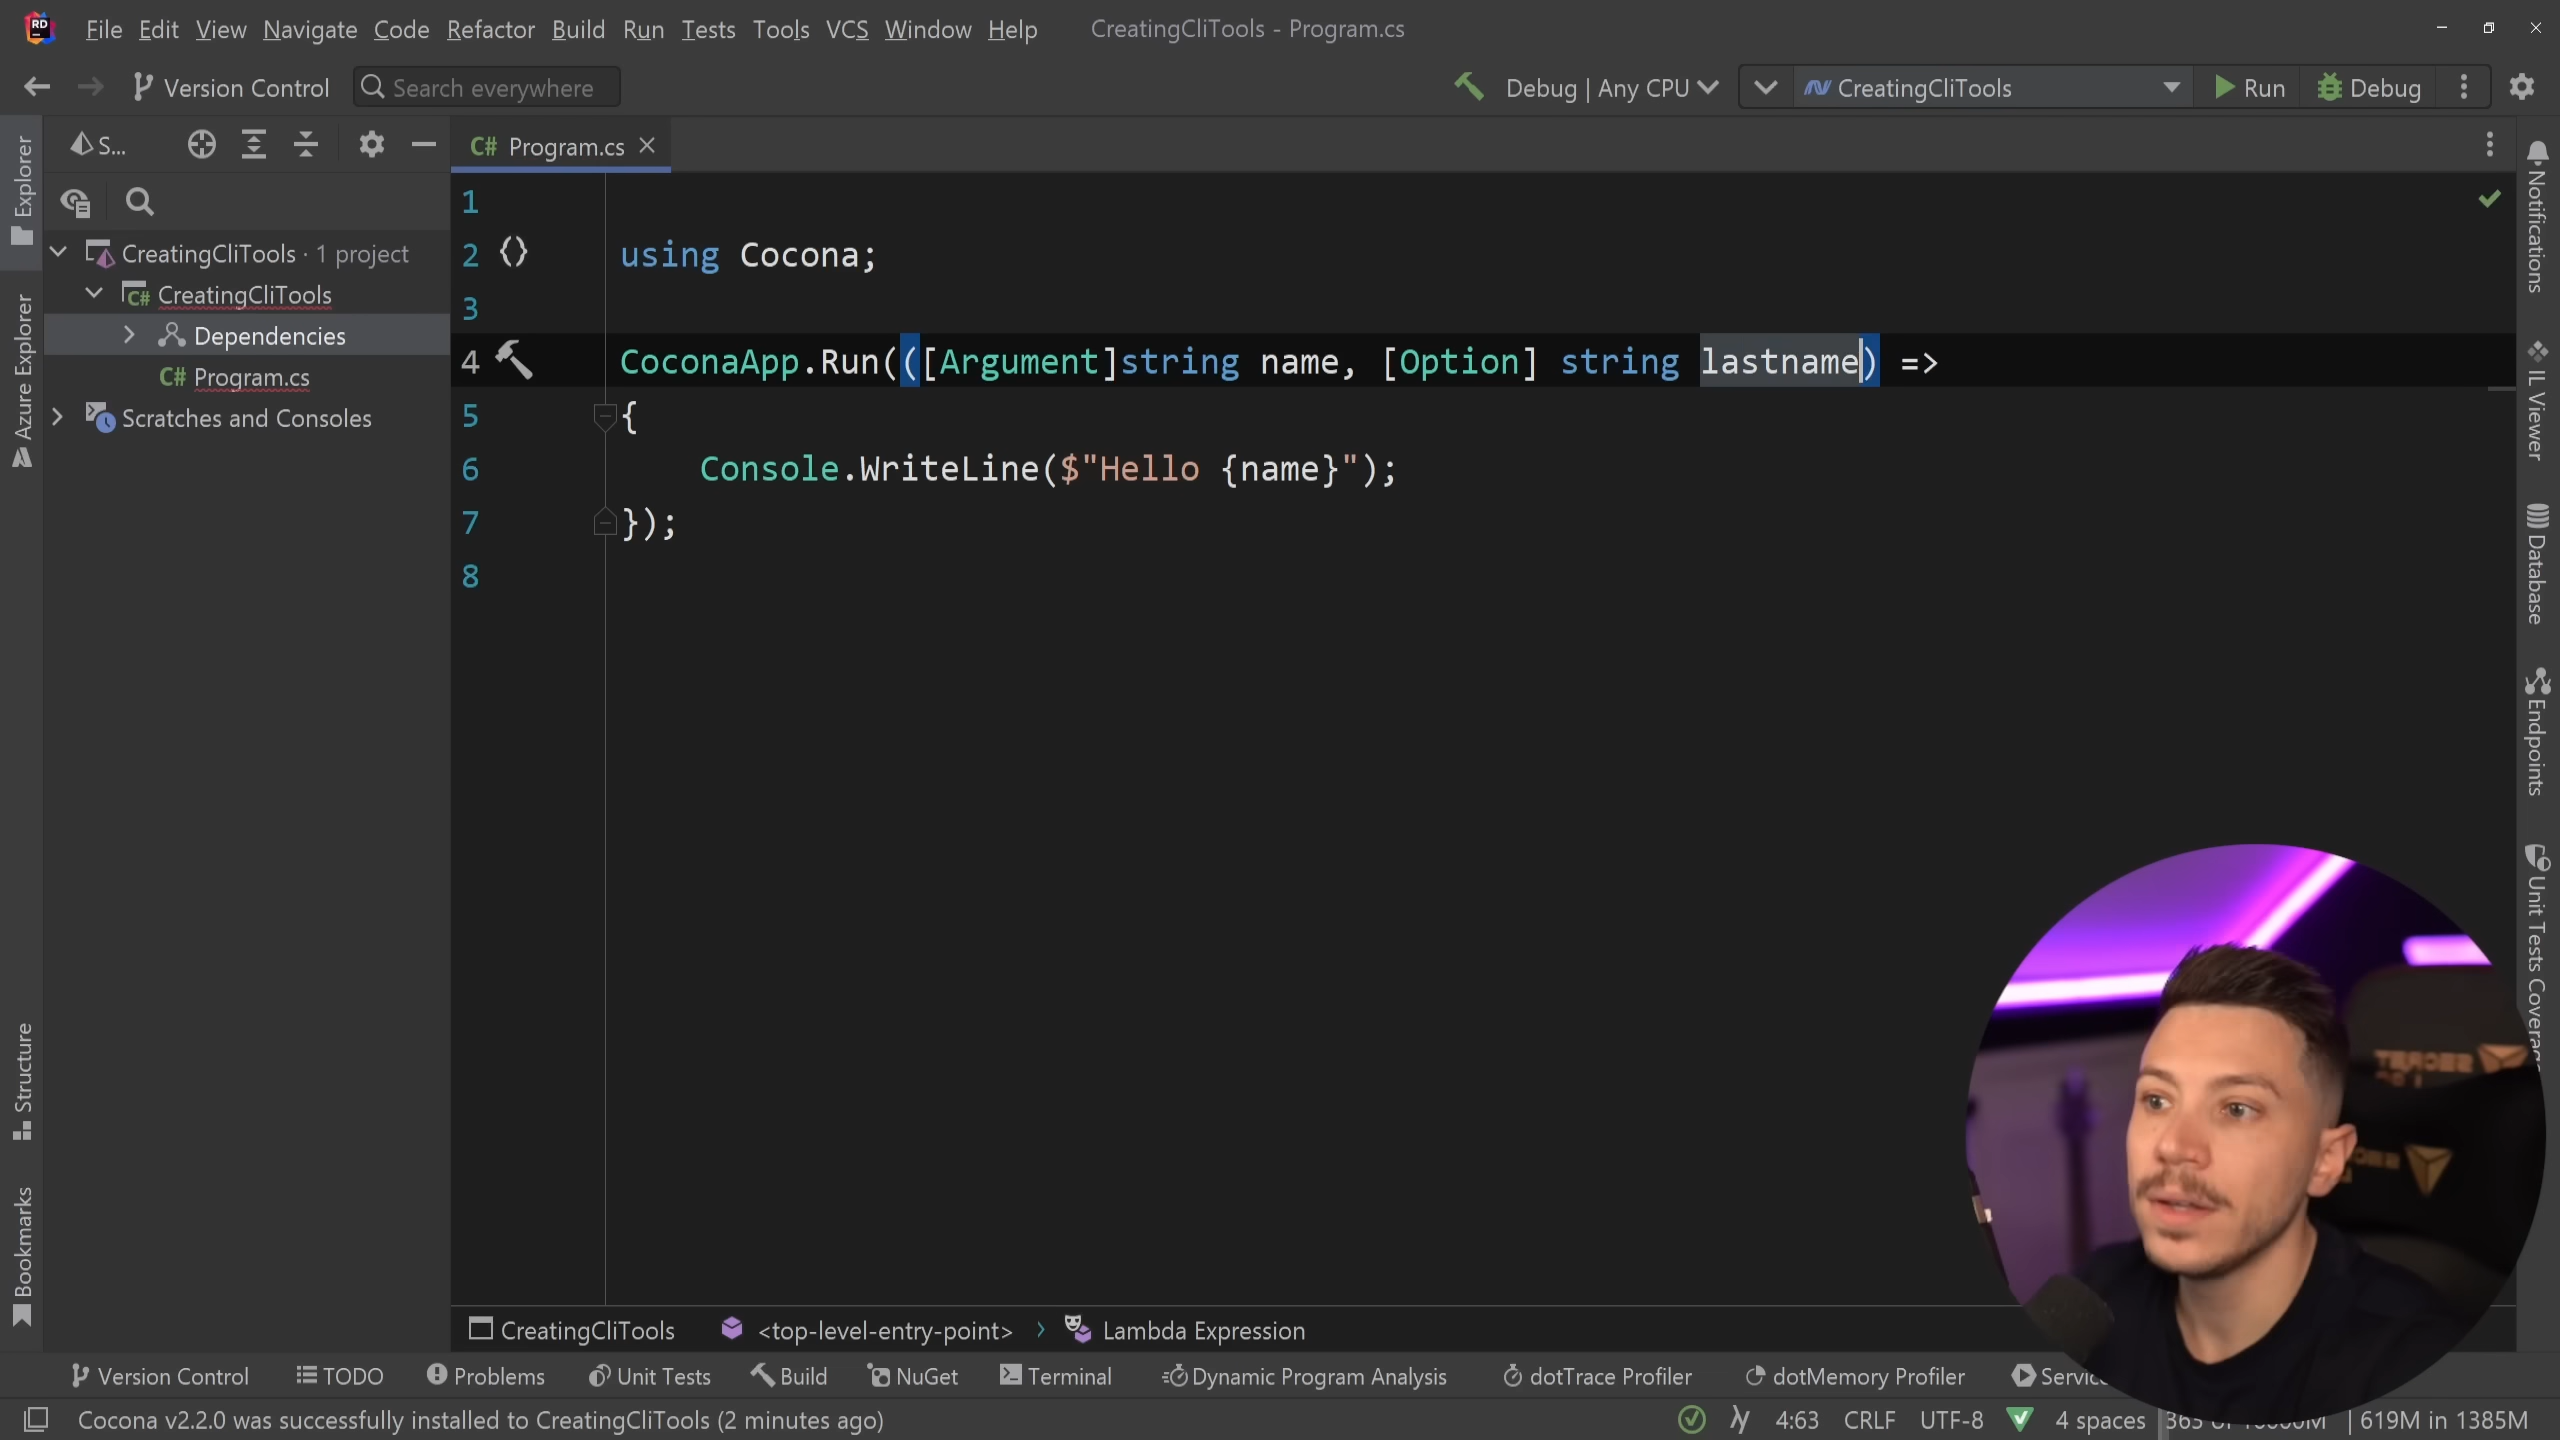 File Edit View Navigate Code Refactor Build Run Tests Tools VCS Window Help CreatingCliTools - Program.cs
Version Control Search everywhere Debug | Any CPU CreatingCliTools Run Debug
S... C# Program.cs
1
2 using Cocona;
3
4 CoconaApp.Run(([Argument]string name, [Option] string lastname) =>
5 {
6 Console.WriteLine($"Hello {name}");
7 });
8
CreatingCliTools · 1 project
C# CreatingCliTools
Dependencies
C# Program.cs
Scratches and Consoles
Explorer
Azure Explorer
Structure
Bookmarks
Notifications
IL Viewer
Database
Endpoints
Unit Tests Coverag
CreatingCliTools <top-level-entry-point> Lambda Expression
Version Control TODO Problems Unit Tests Build NuGet Terminal Dynamic Program Analysis dotTrace Profiler dotMemory Profiler Servic
Cocona v2.2.0 was successfully installed to CreatingCliTools (2 minutes ago) 4:63 CRLF UTF-8 4 spaces 619M in 1385M